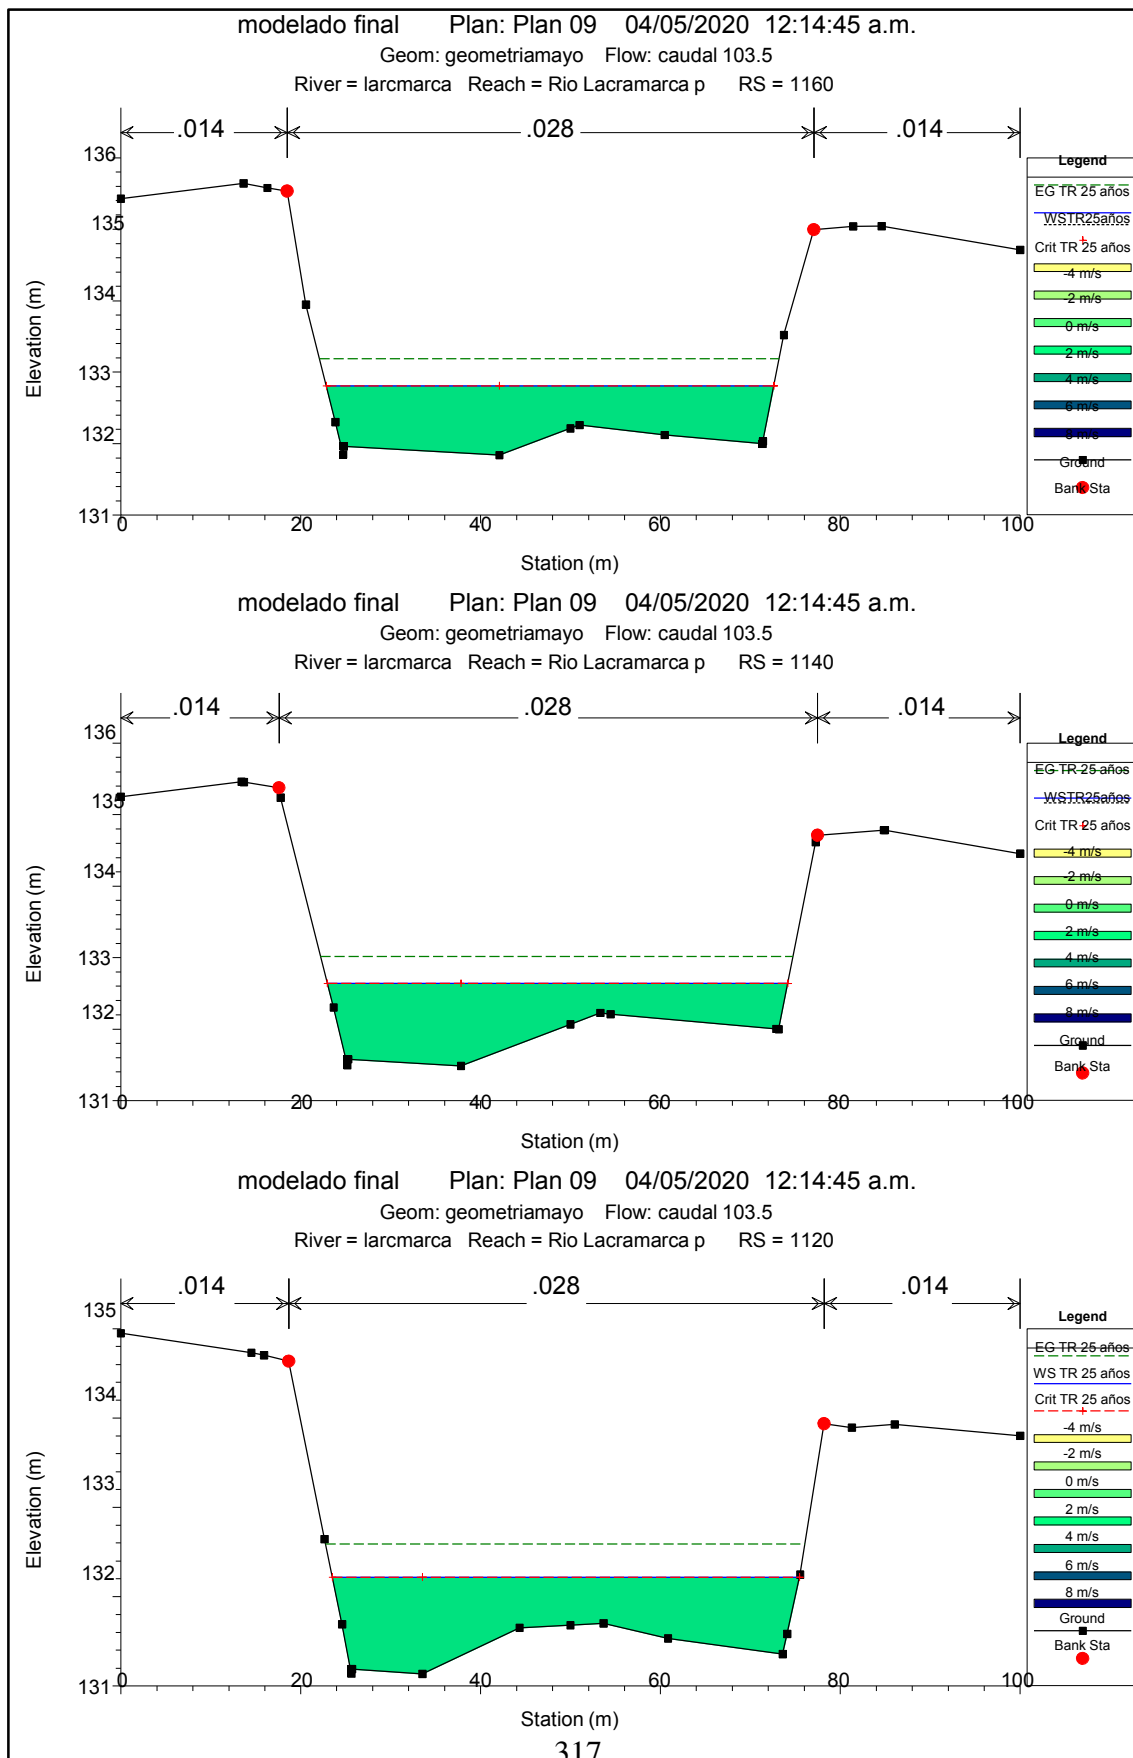 modelado final Plan: Plan 09 04/05/2020 12:14:45 a.m.
Geom: geometriamayo Flow: caudal 103.5
River = larcmarca Reach = Rio Lacramarca p RS = 1160
.014 .028 .014
136
135
134
133
132
131
Elevation (m)
0 20 40 60 80 100
Station (m)
Legend
EG TR 25 años
WSTR25años
Crit TR 25 años
-4 m/s
-2 m/s
0 m/s
2 m/s
4 m/s
6 m/s
8 m/s
Ground
Bank Sta
modelado final Plan: Plan 09 04/05/2020 12:14:45 a.m.
Geom: geometriamayo Flow: caudal 103.5
River = larcmarca Reach = Rio Lacramarca p RS = 1140
.014 .028 .014
136
135
134
133
132
131
Elevation (m)
0 20 40 60 80 100
Station (m)
Legend
EG TR 25 años
WSTR25años
Crit TR 25 años
-4 m/s
-2 m/s
0 m/s
2 m/s
4 m/s
6 m/s
8 m/s
Ground
Bank Sta
modelado final Plan: Plan 09 04/05/2020 12:14:45 a.m.
Geom: geometriamayo Flow: caudal 103.5
River = larcmarca Reach = Rio Lacramarca p RS = 1120
.014 .028 .014
135
134
133
132
131
Elevation (m)
0 20 40 60 80 100
Station (m)
Legend
EG TR 25 años
WS TR 25 años
Crit TR 25 años
-4 m/s
-2 m/s
0 m/s
2 m/s
4 m/s
6 m/s
8 m/s
Ground
Bank Sta
317